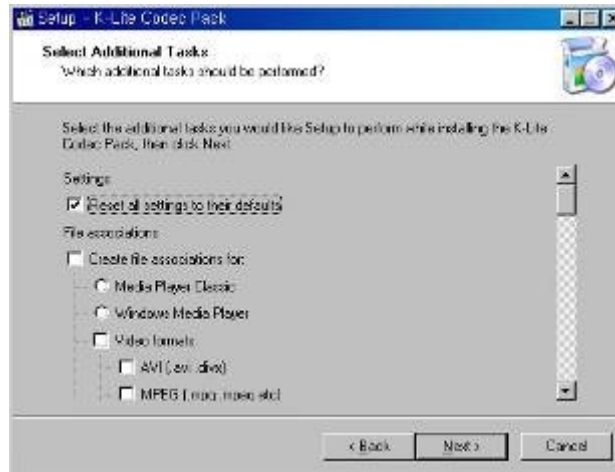 Setup - K-Lite Codec Pack
Select Additional Tasks
Which additional tasks should be performed?
Select the additional tasks you would like Setup to perform while installing the K-Lite
Codec Pack, then click Next.
Settings
Reset all settings to their defaults
File associations
Create file associations for:
Media Player Classic
Windows Media Player
Video formats
AVI (.avi .divx)
MPEG (.mpg .mpeg etc)
< Back
Next >
Cancel